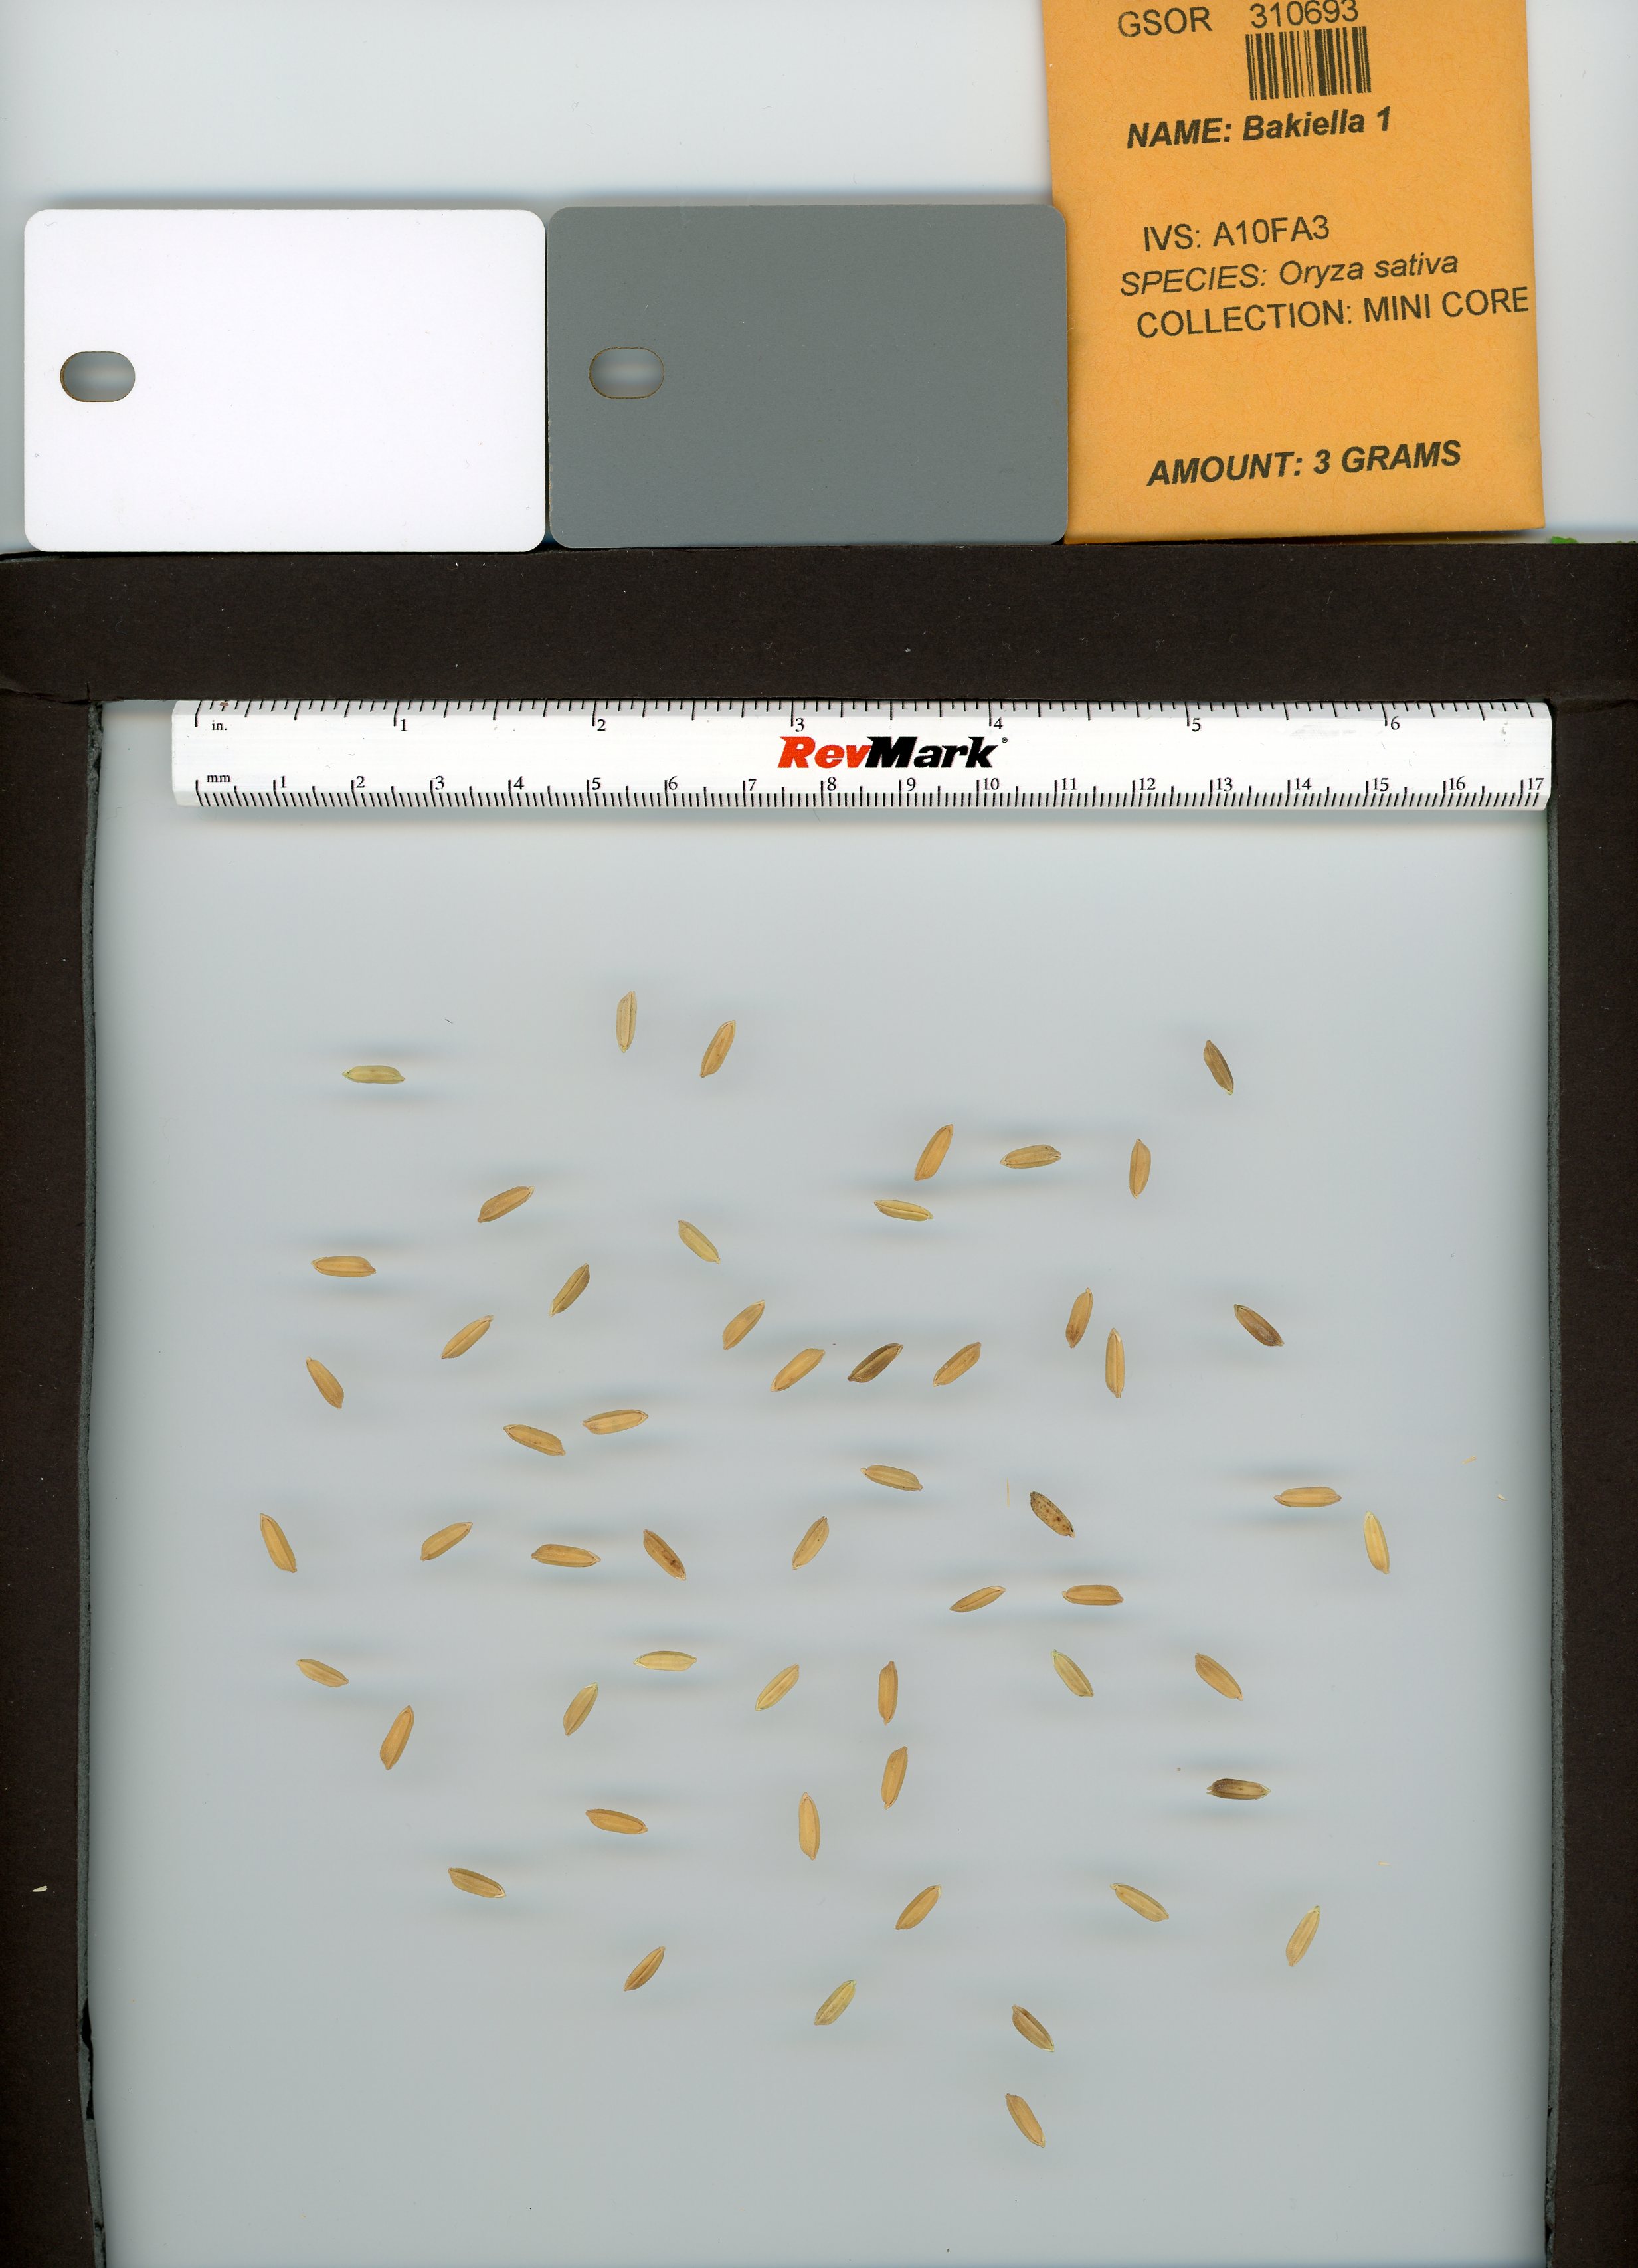 GSOR 310693
NAME: Bakiella 1
IVS: A10FA3
SPECIES: Oryza sativa
COLLECTION: MINI CORE
AMOUNT: 3 GRAMS
in. 1 2 3 4 5 6
RevMark
mm 1 2 3 4 5 6 7 8 9 10 11 12 13 14 15 16 17